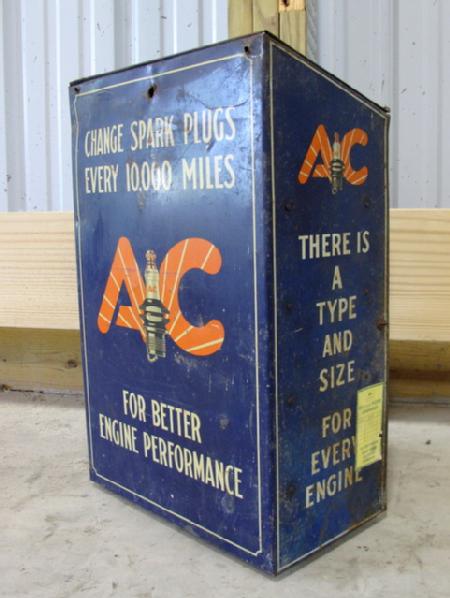 CHANGE SPARK PLUGS
EVERY 10,000 MILES
AC
FOR BETTER
ENGINE PERFORMANCE
AC
THERE IS
A
TYPE
AND
SIZE
FOR
EVERY
ENGINE